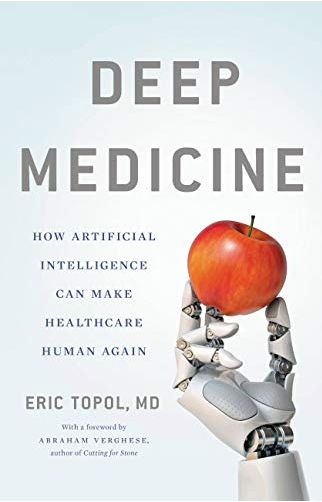 DEEP
MEDICINE
HOW ARTIFICIAL
INTELLIGENCE
CAN MAKE
HEALTHCARE
HUMAN AGAIN
ERIC TOPOL, MD
With a foreword by
ABRAHAM VERGHESE,
author of Cutting for Stone